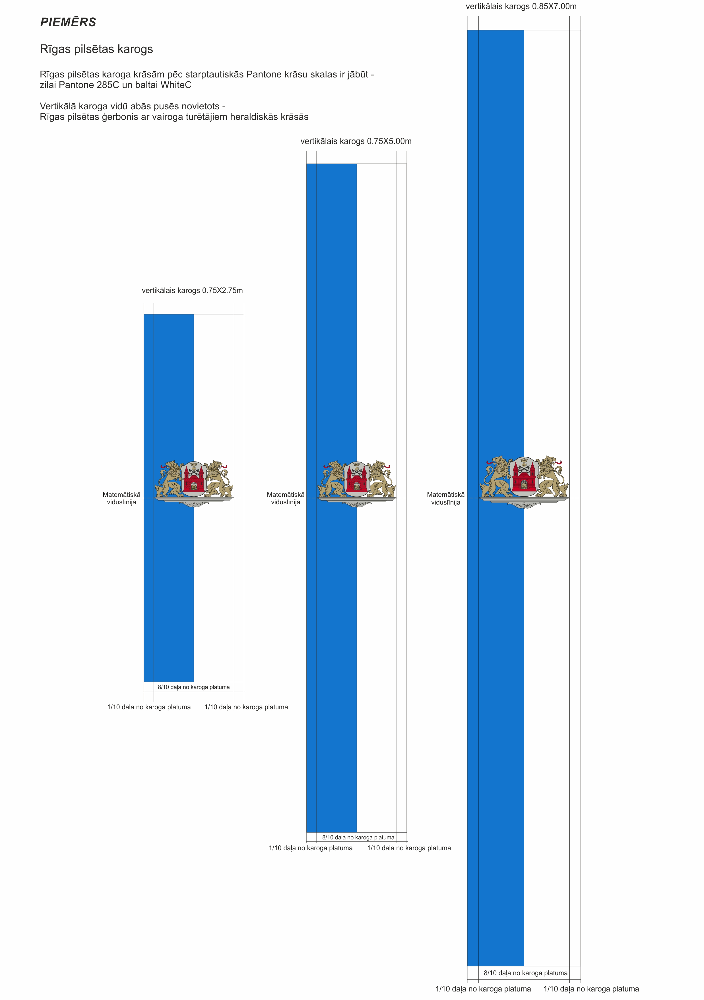 PIEMĒRS
Rīgas pilsētas karogs
Rīgas pilsētas karoga krāsām pēc starptautiskās Pantone krāsu skalas ir jābūt -
zilai Pantone 285C un baltai WhiteC
Vertikālā karoga vidū abās pusēs novietots -
Rīgas pilsētas ģerbonis ar vairoga turētājiem heraldiskās krāsās
vertikālais karogs 0.75X2.75m
Matemātiskā
viduslīnija
8/10 daļa no karoga platuma
1/10 daļa no karoga platuma
1/10 daļa no karoga platuma
vertikālais karogs 0.75X5.00m
Matemātiskā
viduslīnija
8/10 daļa no karoga platuma
1/10 daļa no karoga platuma
1/10 daļa no karoga platuma
vertikālais karogs 0.85X7.00m
Matemātiskā
viduslīnija
8/10 daļa no karoga platuma
1/10 daļa no karoga platuma
1/10 daļa no karoga platuma